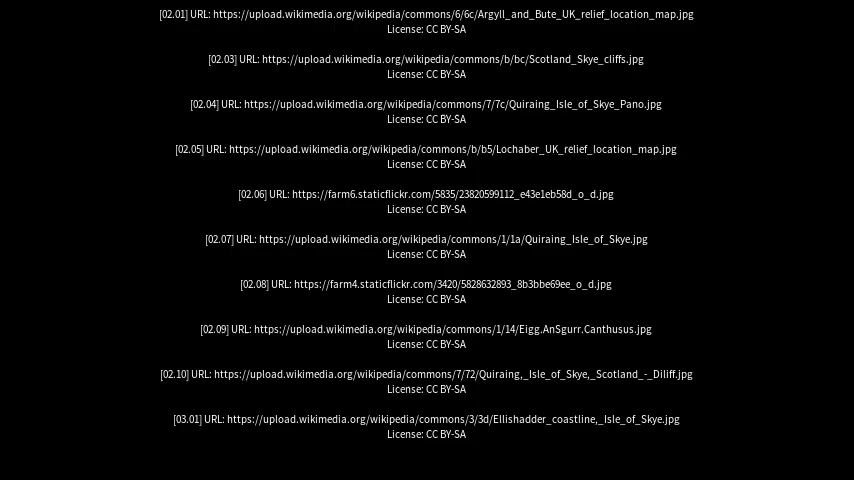 [02.01] URL: https://upload.wikimedia.org/wikipedia/commons/6/6c/Argyll_and_Bute_UK_relief_location_map.jpg
License: CC BY-SA
[02.03] URL: https://upload.wikimedia.org/wikipedia/commons/b/bc/Scotland_Skye_cliffs.jpg
License: CC BY-SA
[02.04] URL: https://upload.wikimedia.org/wikipedia/commons/7/7c/Quiraing_Isle_of_Skye_Pano.jpg
License: CC BY-SA
[02.05] URL: https://upload.wikimedia.org/wikipedia/commons/b/b5/Lochaber_UK_relief_location_map.jpg
License: CC BY-SA
[02.06] URL: https://farm6.staticflickr.com/5835/23820599112_e43e1eb58d_o_d.jpg
License: CC BY-SA
[02.07] URL: https://upload.wikimedia.org/wikipedia/commons/1/1a/Quiraing_Isle_of_Skye.jpg
License: CC BY-SA
[02.08] URL: https://farm4.staticflickr.com/3420/5828632893_8b3bbe69ee_o_d.jpg
License: CC BY-SA
[02.09] URL: https://upload.wikimedia.org/wikipedia/commons/1/14/Eigg.AnSgurr.Canthusus.jpg
License: CC BY-SA
[02.10] URL: https://upload.wikimedia.org/wikipedia/commons/7/72/Quiraing,_Isle_of_Skye,_Scotland_-_Diliff.jpg
License: CC BY-SA
[03.01] URL: https://upload.wikimedia.org/wikipedia/commons/3/3d/Ellishadder_coastline,_Isle_of_Skye.jpg
License: CC BY-SA